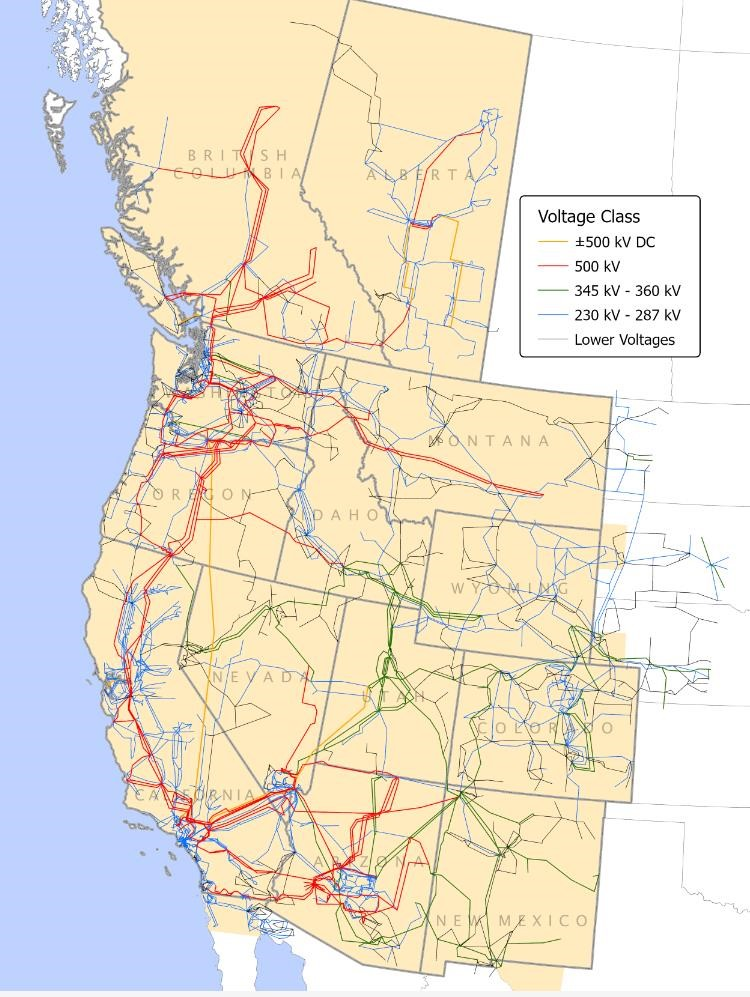 BRITISH
COLUMBIA
ALBERTA
Voltage Class
±500 kV DC
500 kV
345 kV - 360 kV
230 kV - 287 kV
Lower Voltages
WASHINGTON
MONTANA
OREGON
IDAHO
WYOMING
NEVADA
UTAH
COLORADO
CALIFORNIA
ARIZONA
NEW MEXICO